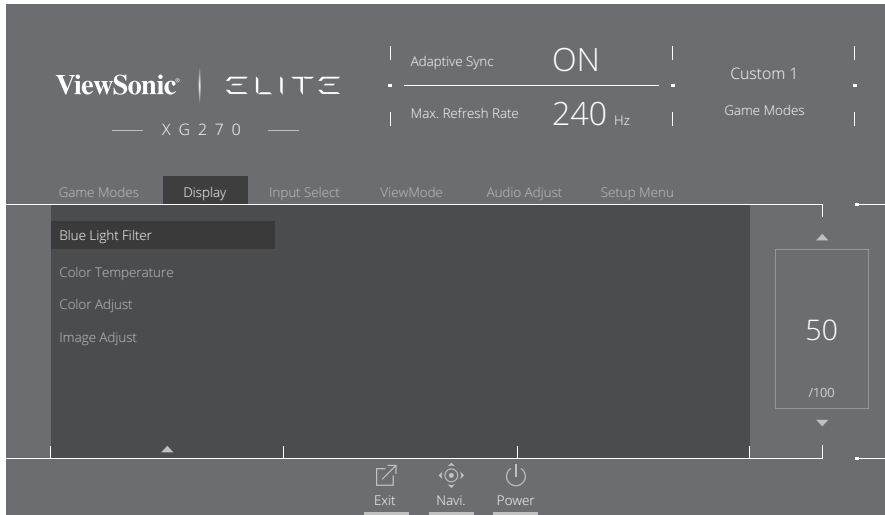 ViewSonic® ELITE
XG270
Adaptive Sync ON
Max. Refresh Rate 240 Hz
Custom 1
Game Modes
Game Modes Display Input Select ViewMode Audio Adjust Setup Menu
Blue Light Filter
Color Temperature
Color Adjust
Image Adjust
50
/100
Exit Navi. Power